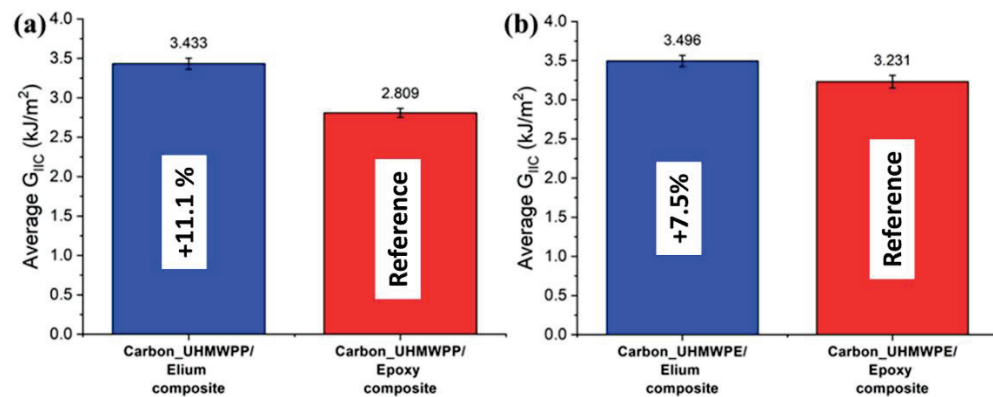 (a)
4.0
3.5
3.0
2.5
2.0
1.5
1.0
0.5
0.0
Average G_IIC (kJ/m²)
3.433
2.809
+11.1 %
Reference
Carbon_UHMWPP/
Elium
composite
Carbon_UHMWPP/
Epoxy
composite
(b)
4.0
3.5
3.0
2.5
2.0
1.5
1.0
0.5
0.0
Average G_IIC (kJ/m²)
3.496
3.231
+7.5%
Reference
Carbon_UHMWPE/
Elium
composite
Carbon_UHMWPE/
Epoxy
composite